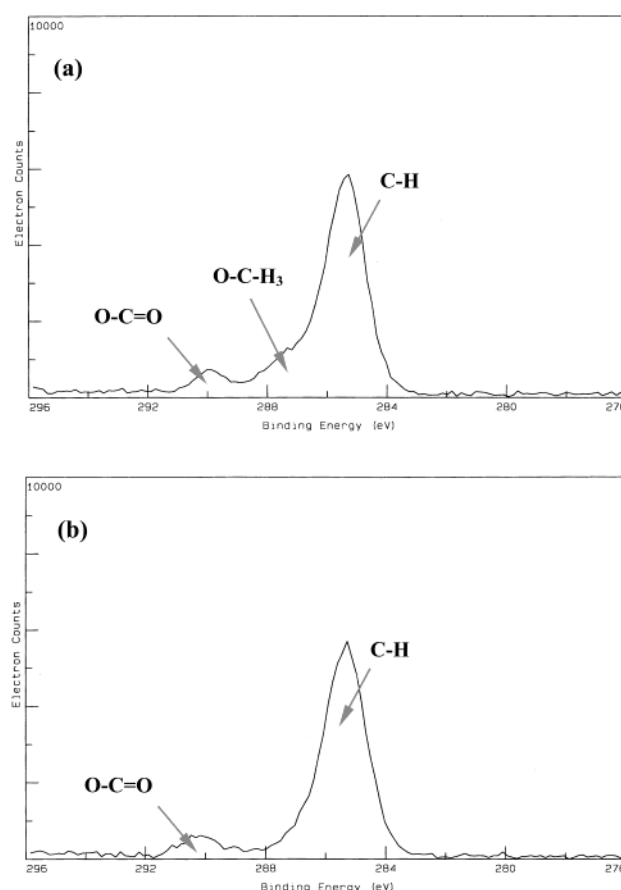 10000
(a)
C-H
O-C-H₃
O-C=O
Electron Counts
296 292 288 284 280 276
Binding Energy (eV)
10000
(b)
C-H
O-C=O
Electron Counts
296 292 288 284 280
Binding Energy (eV)